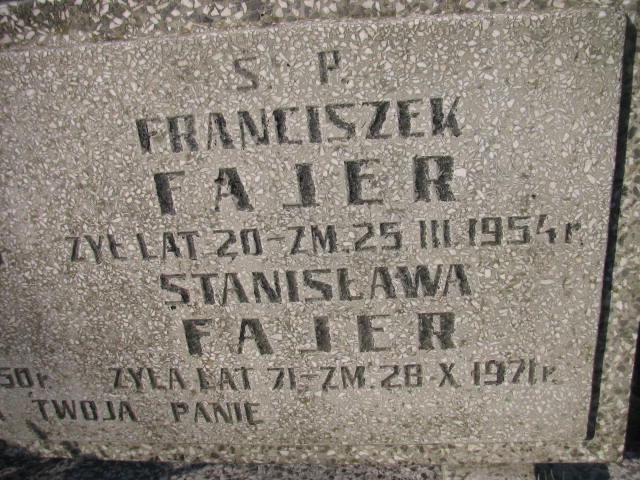 Ś. P.
FRANCISZEK
FAJER
ŻYŁ LAT 20-ZM. 25 III 1954 r.
STANISŁAWA
FAJER
50 r ŻYŁA LAT 71-ZM. 28 X 1971 r.
TWOJA PANIE